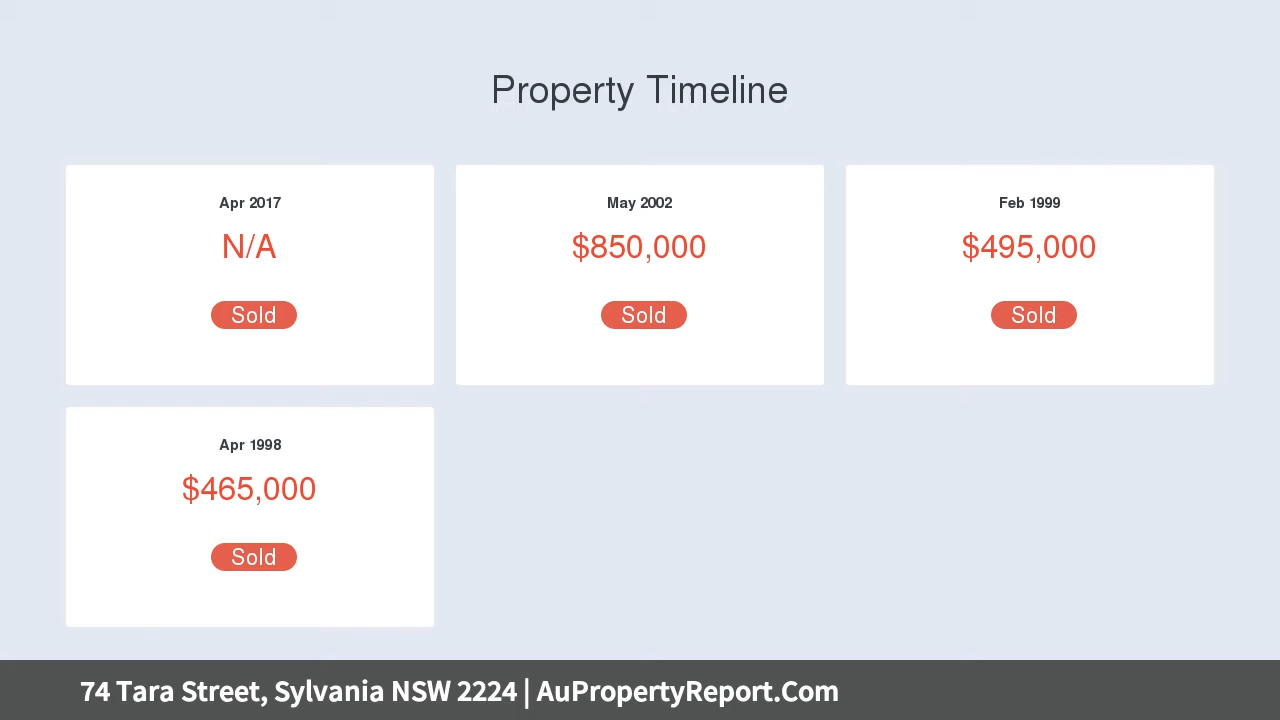 Property Timeline
Apr 2017
N/A
Sold
May 2002
$850,000
Sold
Feb 1999
$495,000
Sold
Apr 1998
$465,000
Sold
74 Tara Street, Sylvania NSW 2224 | AuPropertyReport.Com